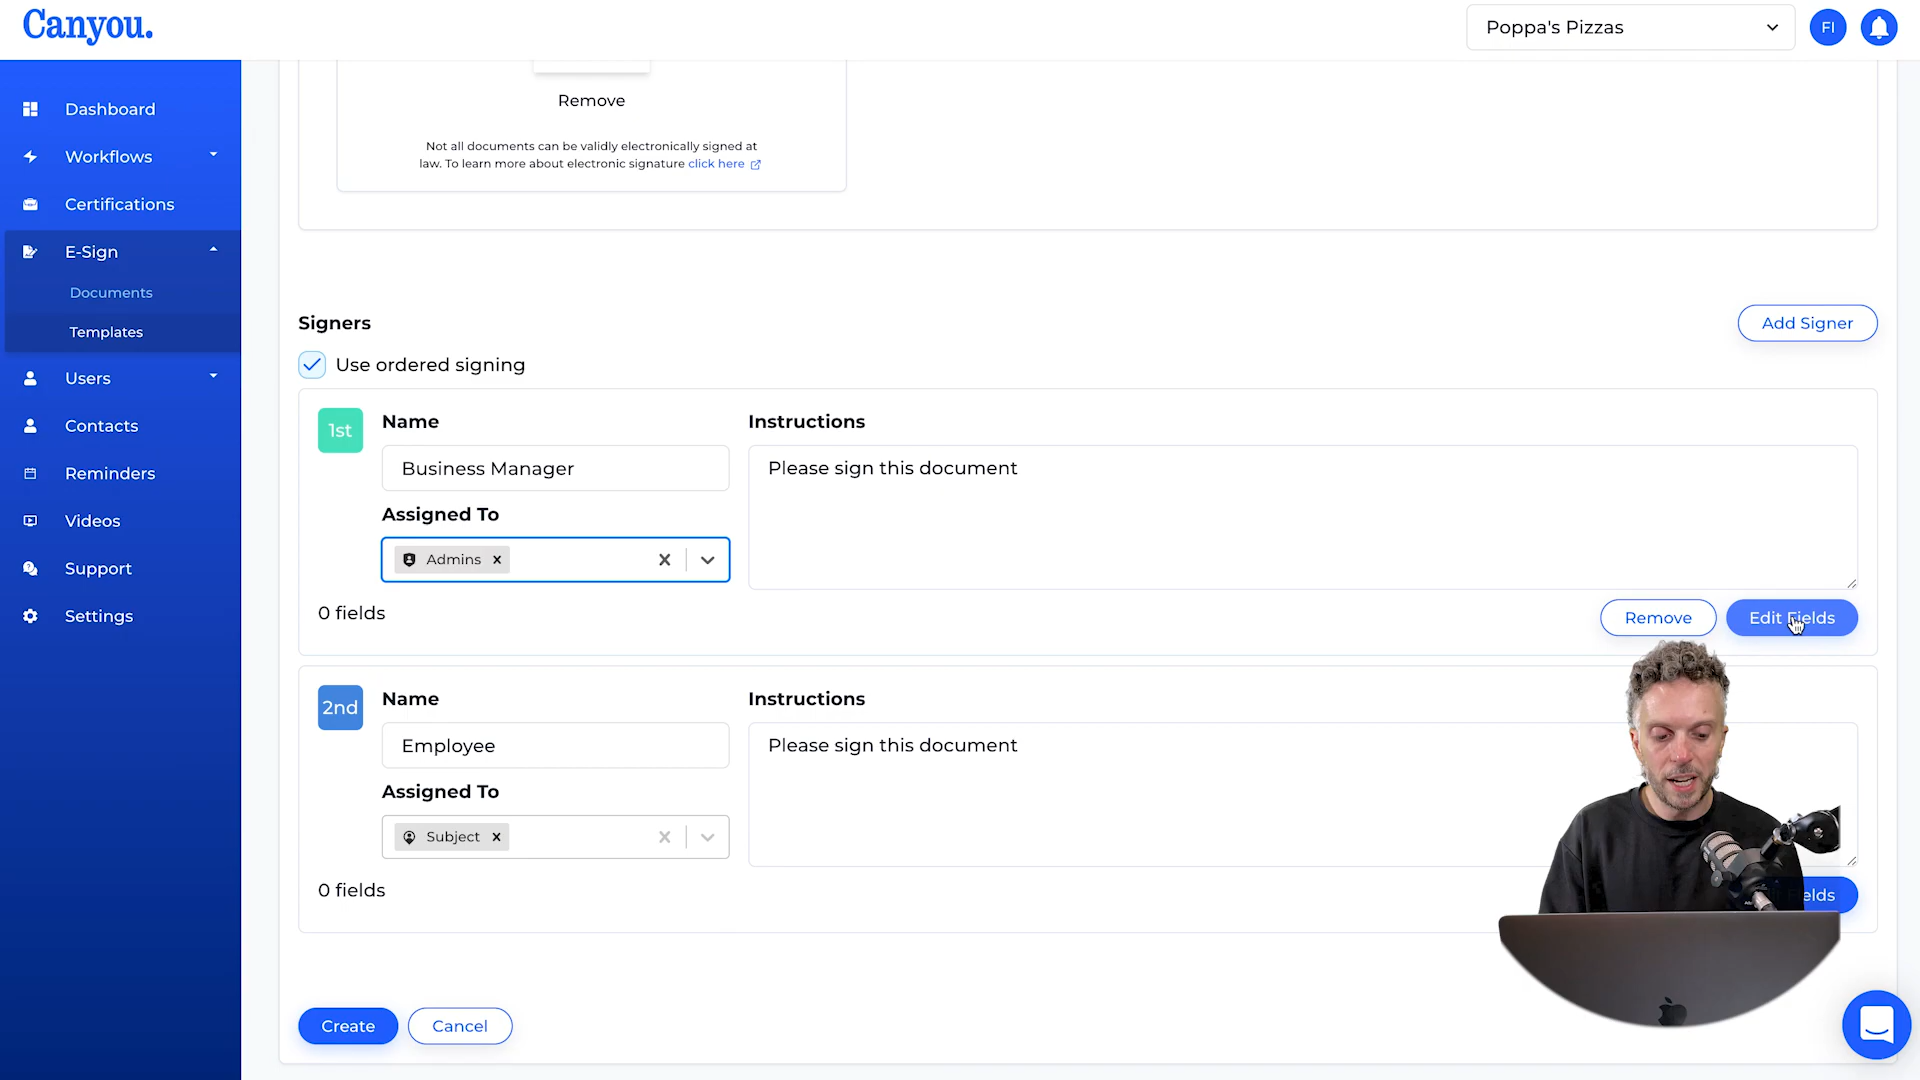 Canyou.
Poppa's Pizzas
FI
Dashboard
Workflows
Certifications
E-Sign
Documents
Templates
Users
Contacts
Reminders
Videos
Support
Settings
Remove
Not all documents can be validly electronically signed at
law. To learn more about electronic signature click here
Signers
Add Signer
Use ordered signing
1st
Name
Instructions
Business Manager
Please sign this document
Assigned To
Admins
0 fields
Remove
Edit Fields
2nd
Name
Instructions
Employee
Please sign this document
Assigned To
Subject
0 fields
Create
Cancel